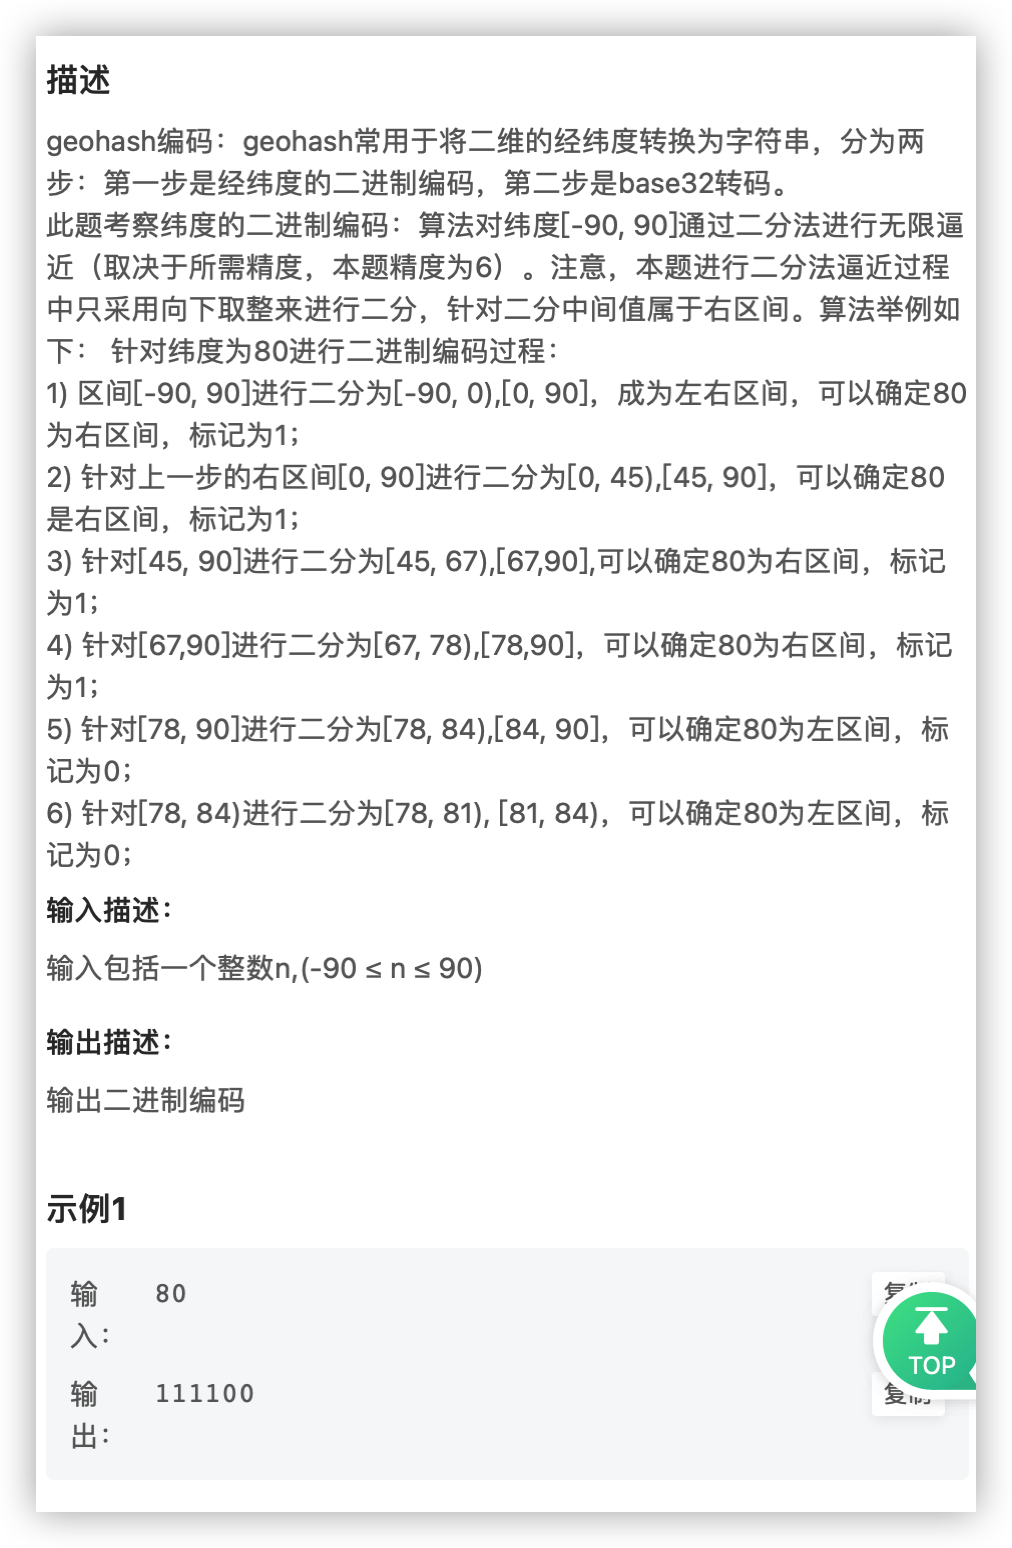 描述
geohash编码：geohash常用于将二维的经纬度转换为字符串，分为两
步：第一步是经纬度的二进制编码，第二步是base32转码。
此题考察纬度的二进制编码：算法对纬度[-90, 90]通过二分法进行无限逼
近（取决于所需精度，本题精度为6）。注意，本题进行二分法逼近过程
中只采用向下取整来进行二分，针对二分中间值属于右区间。算法举例如
下： 针对纬度为80进行二进制编码过程：
1) 区间[-90, 90]进行二分为[-90, 0),[0, 90]，成为左右区间，可以确定80
为右区间，标记为1；
2) 针对上一步的右区间[0, 90]进行二分为[0, 45),[45, 90]，可以确定80
是右区间，标记为1；
3) 针对[45, 90]进行二分为[45, 67),[67,90],可以确定80为右区间，标记
为1；
4) 针对[67,90]进行二分为[67, 78),[78,90]，可以确定80为右区间，标记
为1；
5) 针对[78, 90]进行二分为[78, 84),[84, 90]，可以确定80为左区间，标
记为0；
6) 针对[78, 84)进行二分为[78, 81), [81, 84)，可以确定80为左区间，标
记为0；
输入描述：
输入包括一个整数n,(-90 ≤ n ≤ 90)
输出描述：
输出二进制编码
示例1
输 80
入：
TOP
输 111100
出：